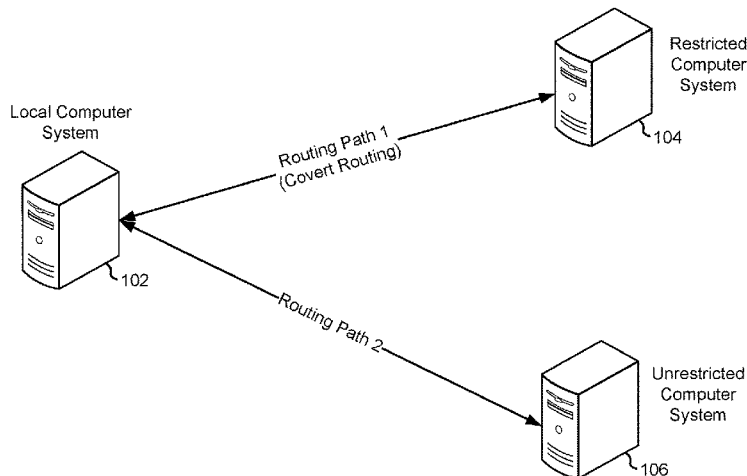 Restricted
Computer
System
104
Local Computer
System
102
Routing Path 1
(Covert Routing)
Routing Path 2
Unrestricted
Computer
System
106